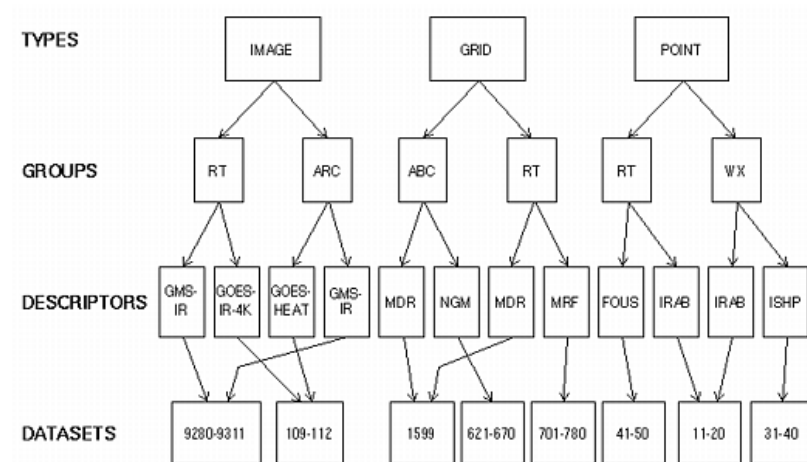 TYPES
IMAGE
GRID
POINT
GROUPS
RT
ARC
ABC
RT
RT
WX
DESCRIPTORS
GMS-
IR
GOES-
IR-4K
GOES-
HEAT
GMS-
IR
MDR
NGM
MDR
MRF
FOUS
IRAB
IRAB
ISHP
DATASETS
9280-9311
109-112
1599
621-670
701-780
41-50
11-20
31-40